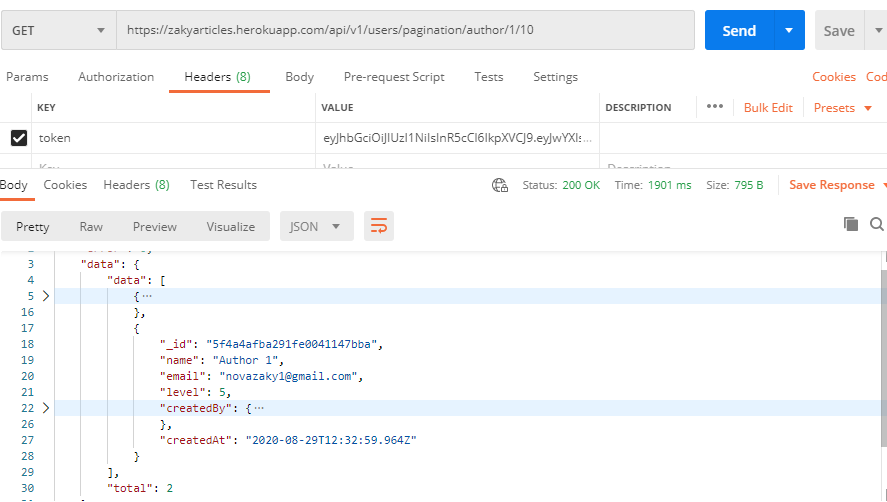 GET https://zakyarticles.herokuapp.com/api/v1/users/pagination/author/1/10 Send Save
Params Authorization Headers (8) Body Pre-request Script Tests Settings Cookies Cod
KEY VALUE DESCRIPTION ••• Bulk Edit Presets
token eyJhbGciOiJIUzI1NiIsInR5cCI6IkpXVCJ9.eyJwYXls...
Key Value Description
Body Cookies Headers (8) Test Results Status: 200 OK Time: 1901 ms Size: 795 B Save Response
Pretty Raw Preview Visualize JSON
3 "data": {
4 "data": [
5 { ···
16 },
17 {
18 "_id": "5f4a4afba291fe0041147bba",
19 "name": "Author 1",
20 "email": "novazaky1@gmail.com",
21 "level": 5,
22 "createdBy": { ···
26 },
27 "createdAt": "2020-08-29T12:32:59.964Z"
28 }
29 ],
30 "total": 2